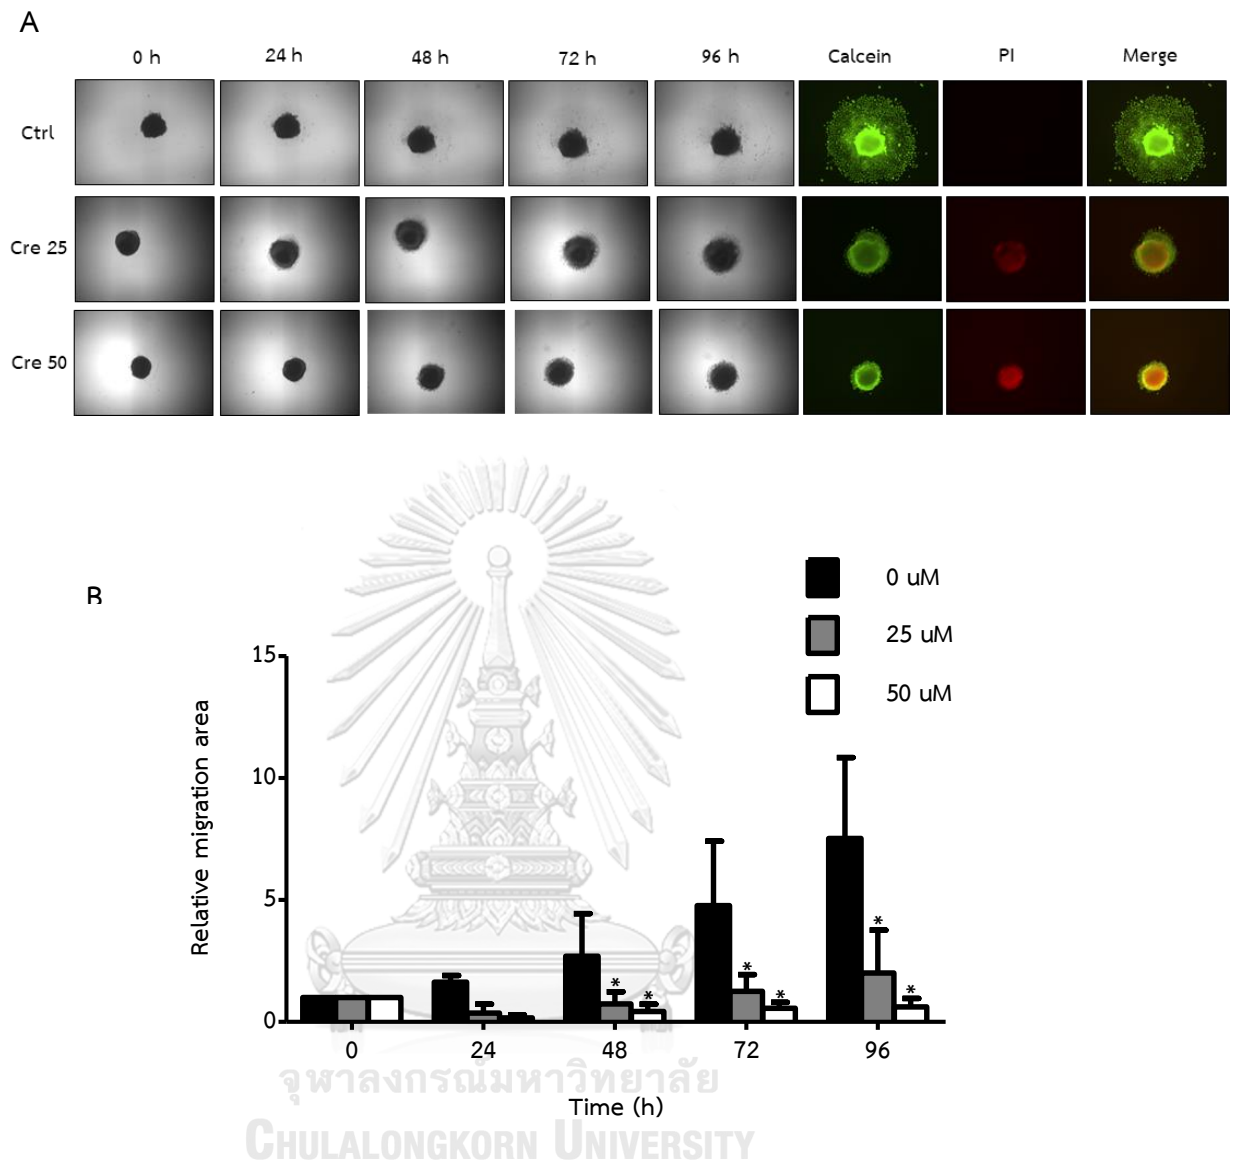 A
0 h 24 h 48 h 72 h 96 h Calcein PI Merge
Ctrl
Cre 25
Cre 50
B
0 uM
25 uM
50 uM
15
10
5
0
Relative migration area
* * * * * *
0 24 48 72 96
Time (h)
จุฬาลงกรณ์มหาวิทยาลัย
CHULALONGKORN UNIVERSITY